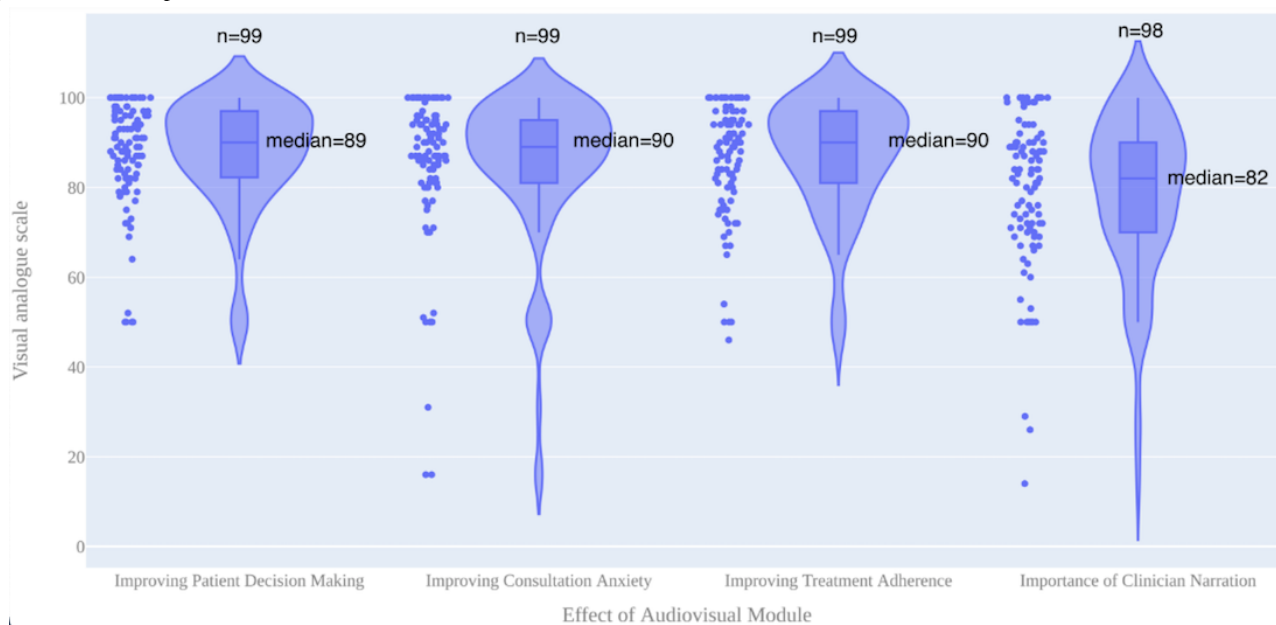 n=99
n=99
n=99
n=98
100
80
60
40
20
0
Visual analogue scale
median=89
median=90
median=90
median=82
Improving Patient Decision Making
Improving Consultation Anxiety
Improving Treatment Adherence
Importance of Clinician Narration
Effect of Audiovisual Module